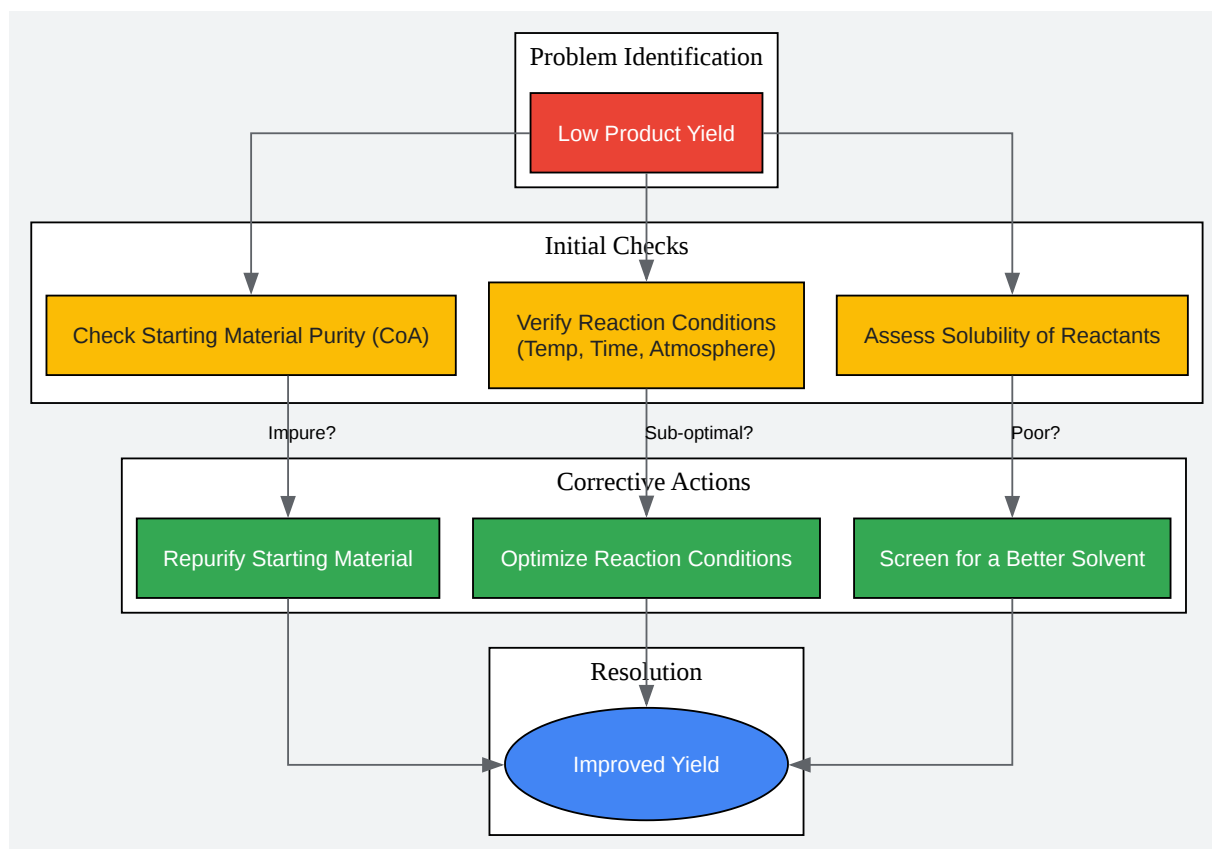 Problem Identification
Low Product Yield
Initial Checks
Check Starting Material Purity (CoA)
Verify Reaction Conditions
(Temp, Time, Atmosphere)
Assess Solubility of Reactants
Impure?
Sub-optimal?
Poor?
Corrective Actions
Repurify Starting Material
Optimize Reaction Conditions
Screen for a Better Solvent
Resolution
Improved Yield